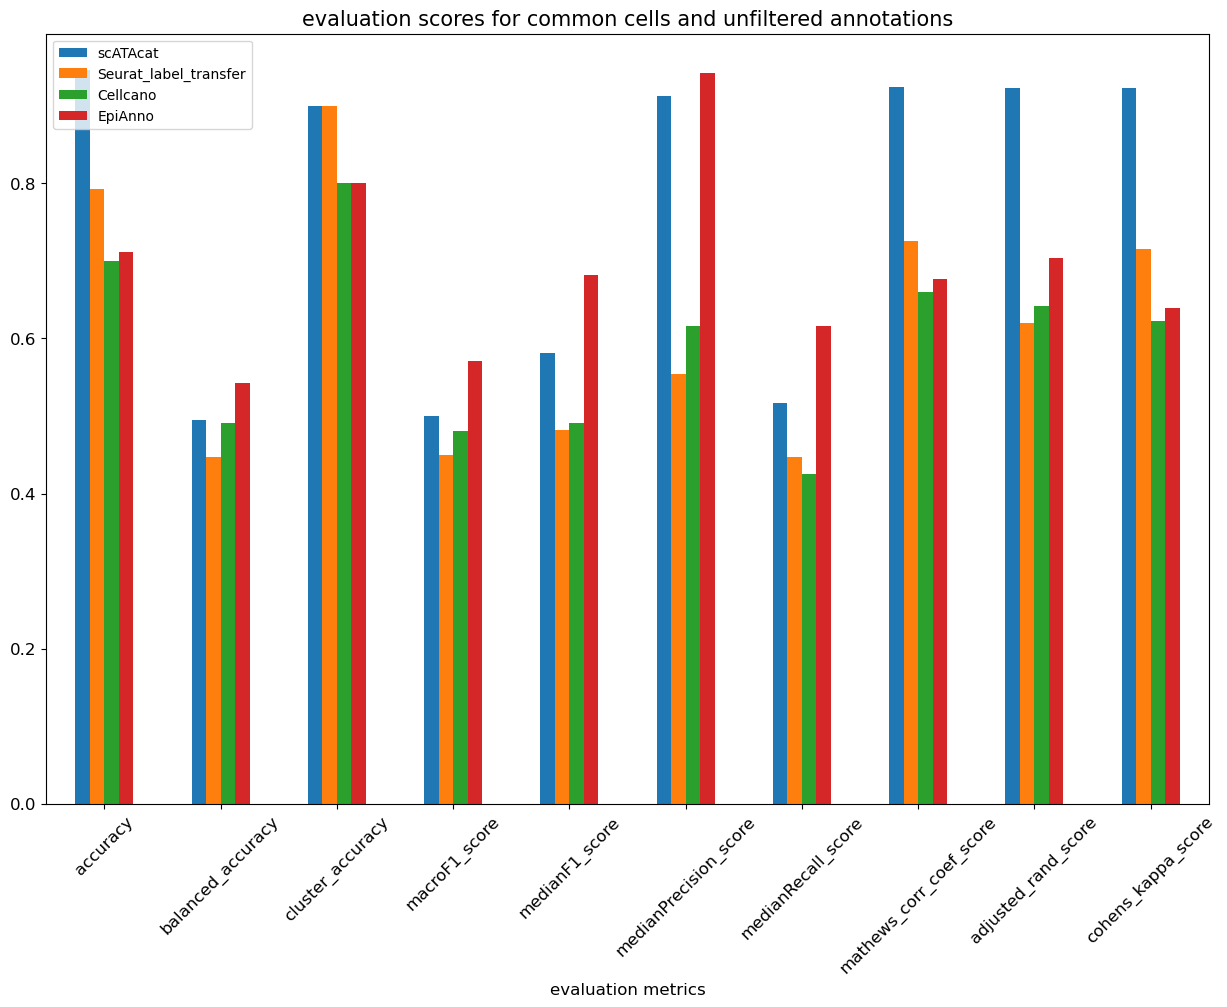 evaluation scores for common cells and unfiltered annotations
scATAcat
Seurat_label_transfer
Cellcano
EpiAnno
0.8
0.6
0.4
0.2
0.0
accuracy
balanced_accuracy
cluster_accuracy
macroF1_score
medianF1_score
medianPrecision_score
medianRecall_score
mathews_corr_coef_score
adjusted_rand_score
cohens_kappa_score
evaluation metrics